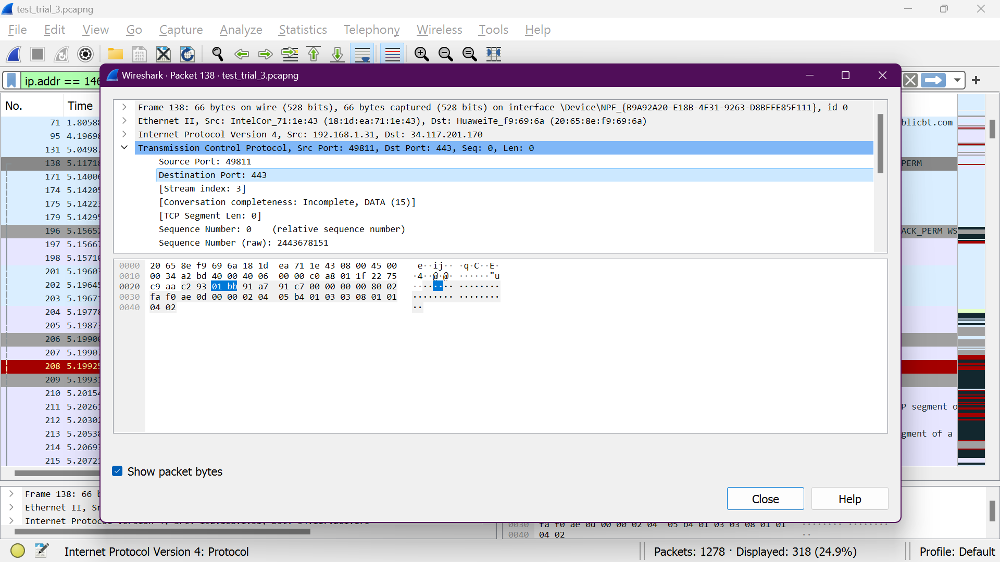 test_trial_3.pcapng
File Edit View Go Capture Analyze Statistics Telephony Wireless Tools Help
ip.addr == 146
Wireshark · Packet 138 · test_trial_3.pcapng
No. Time
71 1.8058
95 4.1969
131 5.0498
138 5.1171
171 5.1400
174 5.1420
175 5.1422
179 5.1429
196 5.1565
197 5.1566
198 5.1571
201 5.1960
202 5.1964
203 5.1967
204 5.1977
205 5.1987
206 5.1990
207 5.1990
208 5.1992
209 5.1993
210 5.2015
211 5.2026
212 5.2030
213 5.2053
214 5.2069
215 5.2072
blicbt.com
PERM
ACK_PERM WS
P segment o
gment of a
Frame 138: 66 bytes on wire (528 bits), 66 bytes captured (528 bits) on interface \Device\NPF_{B9A92A20-E18B-4F31-9263-D8BFFE85F111}, id 0
Ethernet II, Src: IntelCor_71:1e:43 (18:1d:ea:71:1e:43), Dst: HuaweiTe_f9:69:6a (20:65:8e:f9:69:6a)
Internet Protocol Version 4, Src: 192.168.1.31, Dst: 34.117.201.170
Transmission Control Protocol, Src Port: 49811, Dst Port: 443, Seq: 0, Len: 0
Source Port: 49811
Destination Port: 443
[Stream index: 3]
[Conversation completeness: Incomplete, DATA (15)]
[TCP Segment Len: 0]
Sequence Number: 0 (relative sequence number)
Sequence Number (raw): 2443678151
0000 20 65 8e f9 69 6a 18 1d ea 71 1e 43 08 00 45 00 e··ij·· ·q·C··E·
0010 00 34 a2 bd 40 00 40 06 00 00 c0 a8 01 1f 22 75 ·4··@·@· ······"u
0020 c9 aa c2 93 01 bb 91 a7 91 c7 00 00 00 00 80 02 ········ ········
0030 fa f0 ae 0d 00 00 02 04 05 b4 01 03 03 08 01 01 ········ ········
0040 04 02 ··
Show packet bytes
Close Help
Frame 138: 66
Ethernet II, Sr
Internet Protoc
0030 fa f0 ae 0d 00 00 02 04 05 b4 01 03 03 08 01 01 ········ ········
0040 04 02 ··
Internet Protocol Version 4: Protocol
Packets: 1278 · Displayed: 318 (24.9%)
Profile: Default